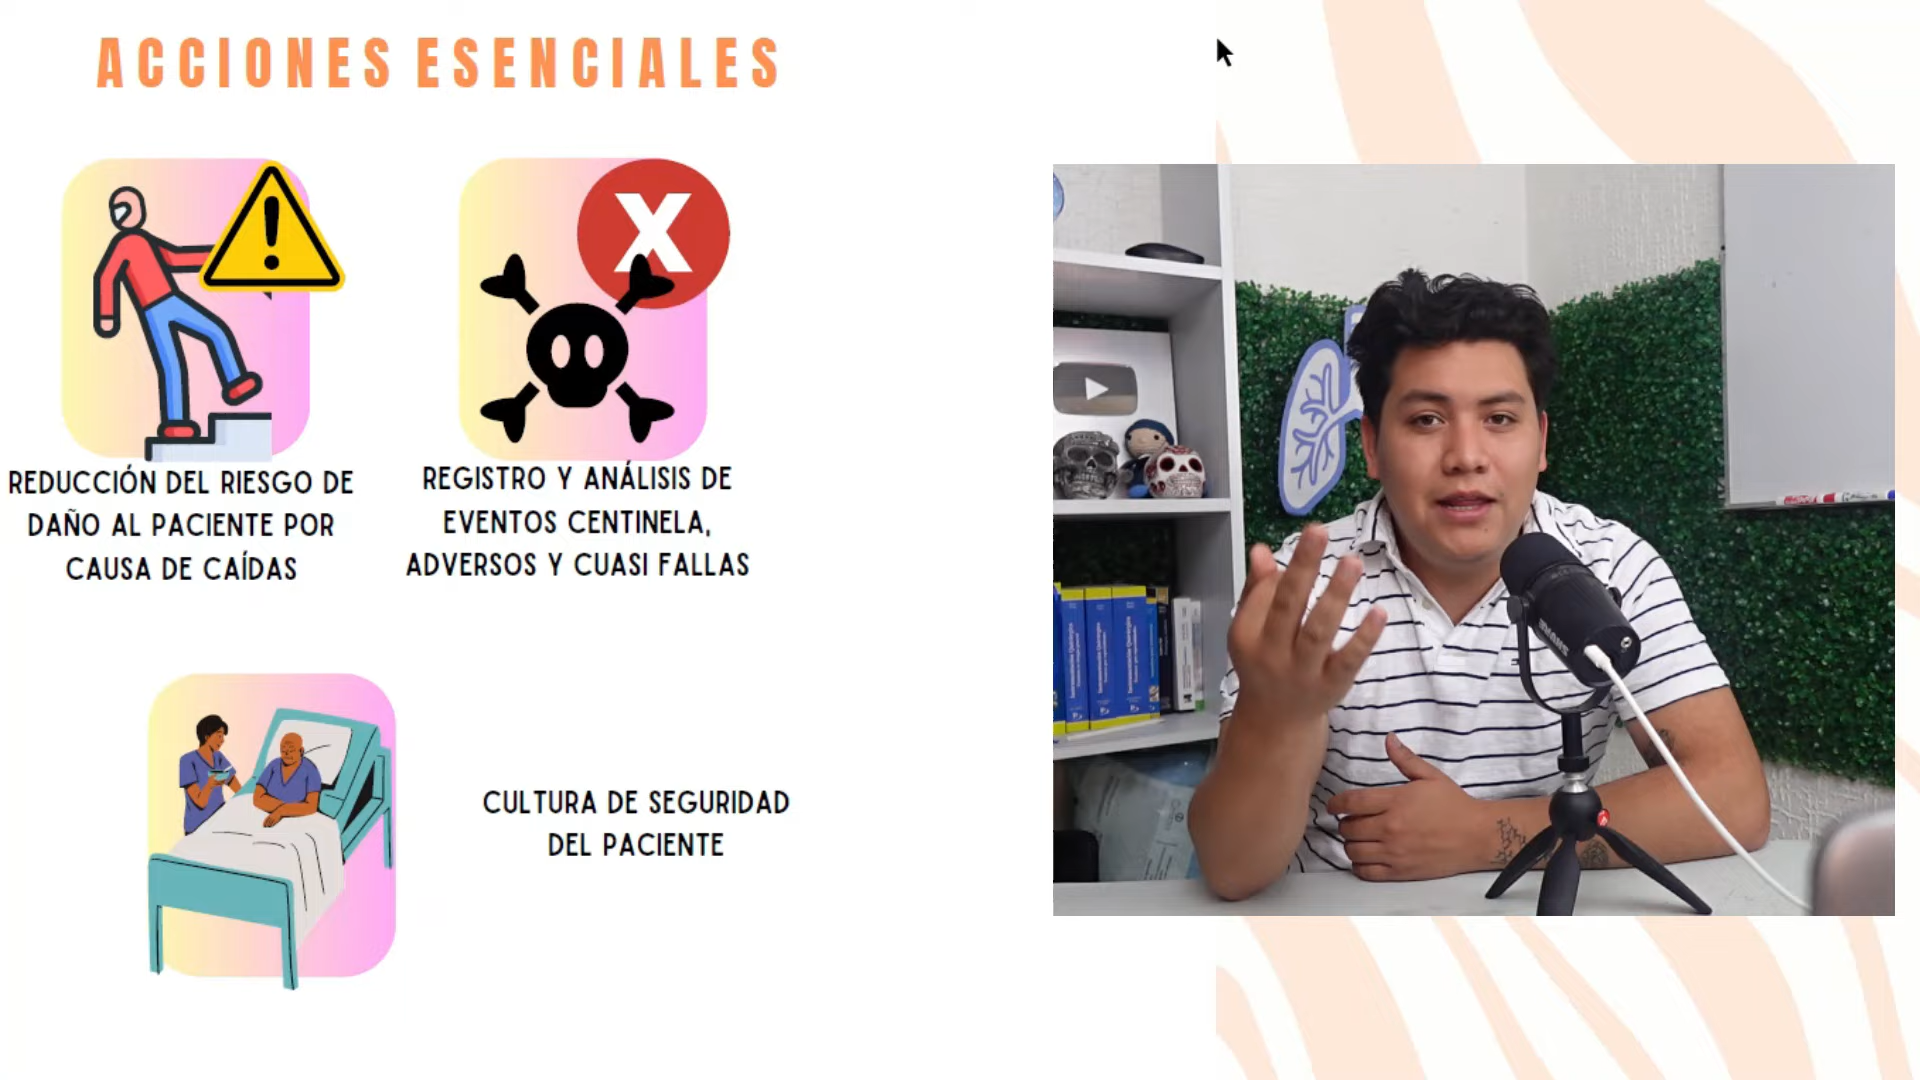 ACCIONES ESENCIALES
REDUCCIÓN DEL RIESGO DE
DAÑO AL PACIENTE POR
CAUSA DE CAÍDAS
REGISTRO Y ANÁLISIS DE
EVENTOS CENTINELA,
ADVERSOS Y CUASI FALLAS
CULTURA DE SEGURIDAD
DEL PACIENTE